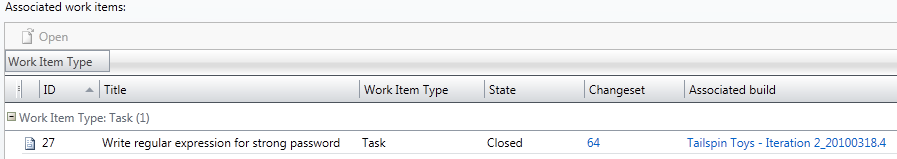 Associated work items:
Open
Work Item Type
ID Title Work Item Type State Changeset Associated build
Work Item Type: Task (1)
27 Write regular expression for strong password Task Closed 64 Tailspin Toys - Iteration 2_20100318.4